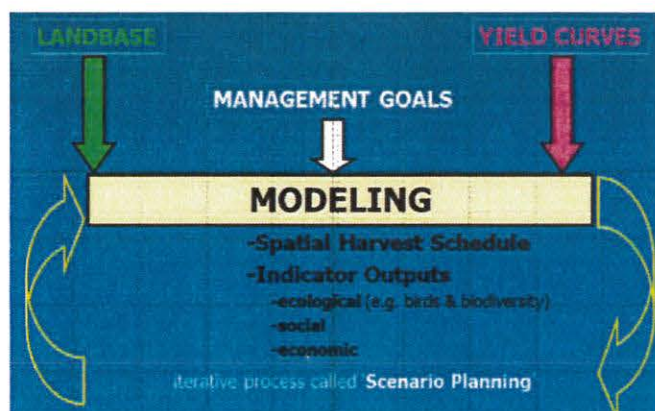 LANDBASE YIELD CURVES
MANAGEMENT GOALS
MODELING
-Spatial Harvest Schedule
-Indicator Outputs
-ecological (e.g. birds & biodiversity)
-social
-economic
iterative process called 'Scenario Planning'